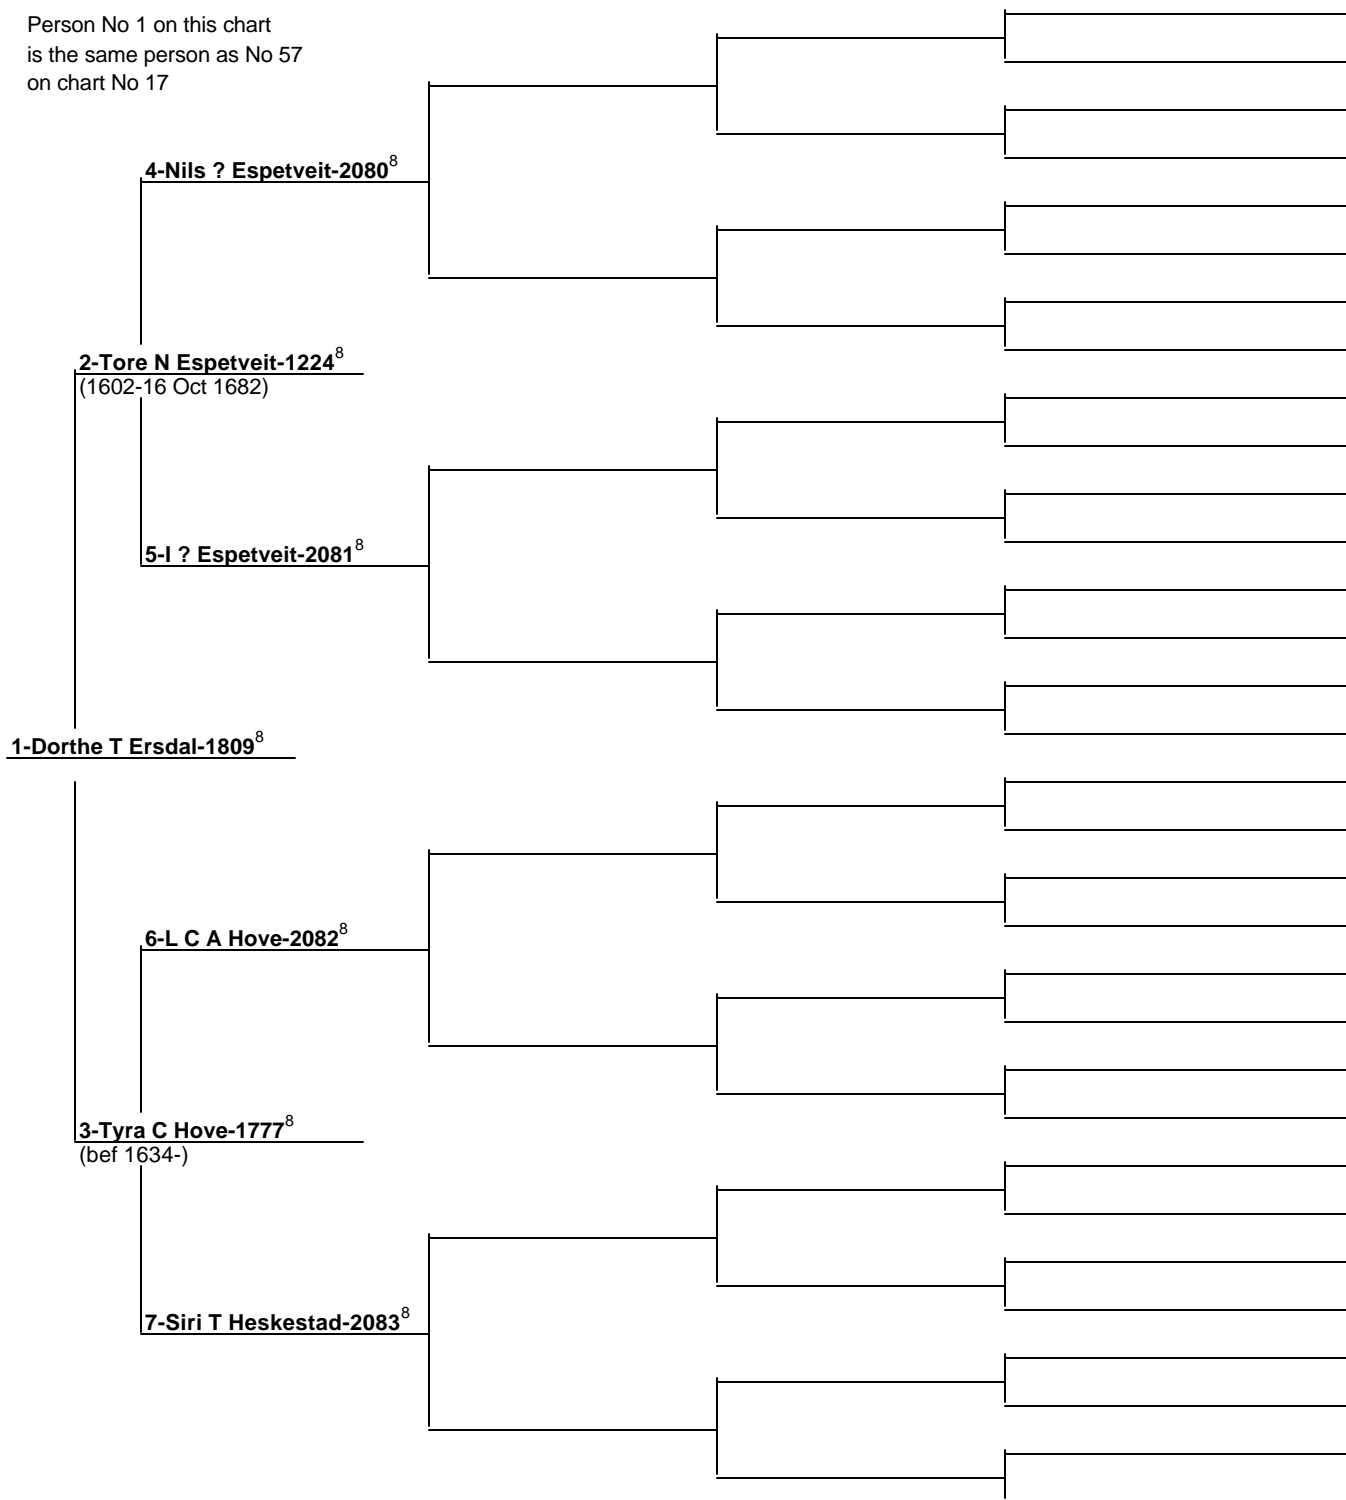 Person No 1 on this chart
is the same person as No 57
on chart No 17
4-Nils ? Espetveit-2080⁸
2-Tore N Espetveit-1224⁸
(1602-16 Oct 1682)
5-I ? Espetveit-2081⁸
1-Dorthe T Ersdal-1809⁸
6-L C A Hove-2082⁸
3-Tyra C Hove-1777⁸
(bef 1634-)
7-Siri T Heskestad-2083⁸